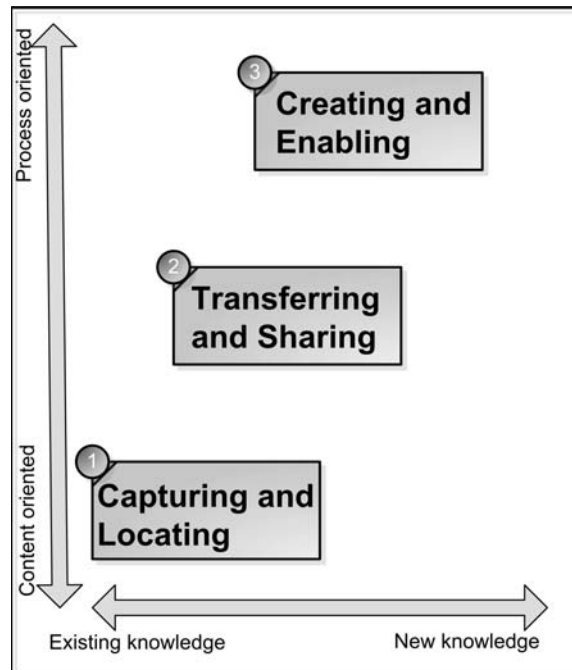 Process oriented
3
Creating and
Enabling
2
Transferring
and Sharing
1
Capturing and
Locating
Content oriented
Existing knowledge
New knowledge